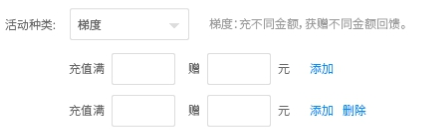 活动种类: 梯度 梯度：充不同金额，获赠不同金额回馈。
充值满 赠 元 添加
充值满 赠 元 添加 删除